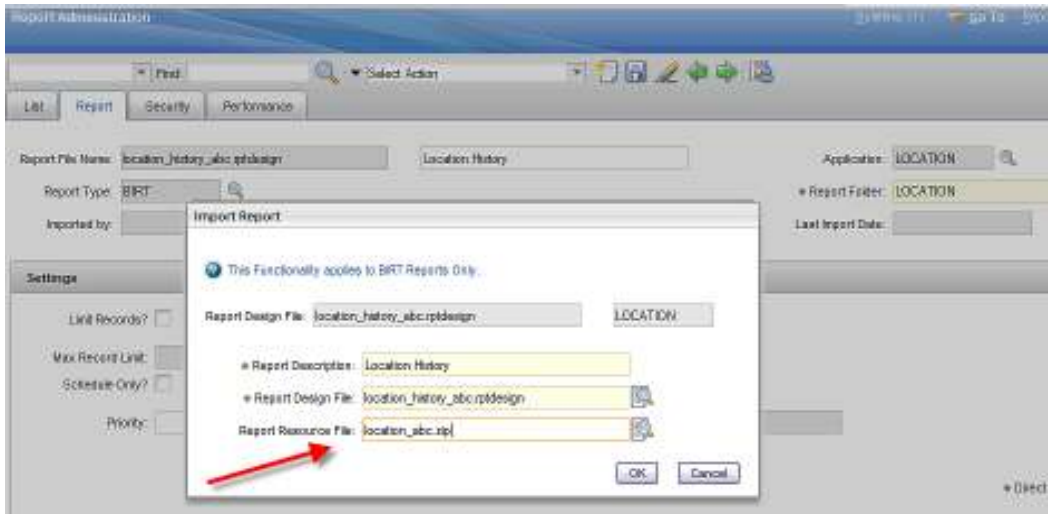 Report Administration
Go To
Find: Select Action
List Report Security Performance
Report File Name: location_history_abc.rptdesign Location History Application: LOCATION
Report Type: BIRT * Report Folder: LOCATION
Imported by: Last Import Date:
Import Report
This Functionality applies to BIRT Reports Only.
Settings
Report Design File: location_history_abc.rptdesign LOCATION
Limit Records?
Max Record Limit: * Report Description: Location History
Schedule Only? * Report Design File: location_history_abc.rptdesign
Priority: Report Resource File: location_abc.zip
OK Cancel
* Direct